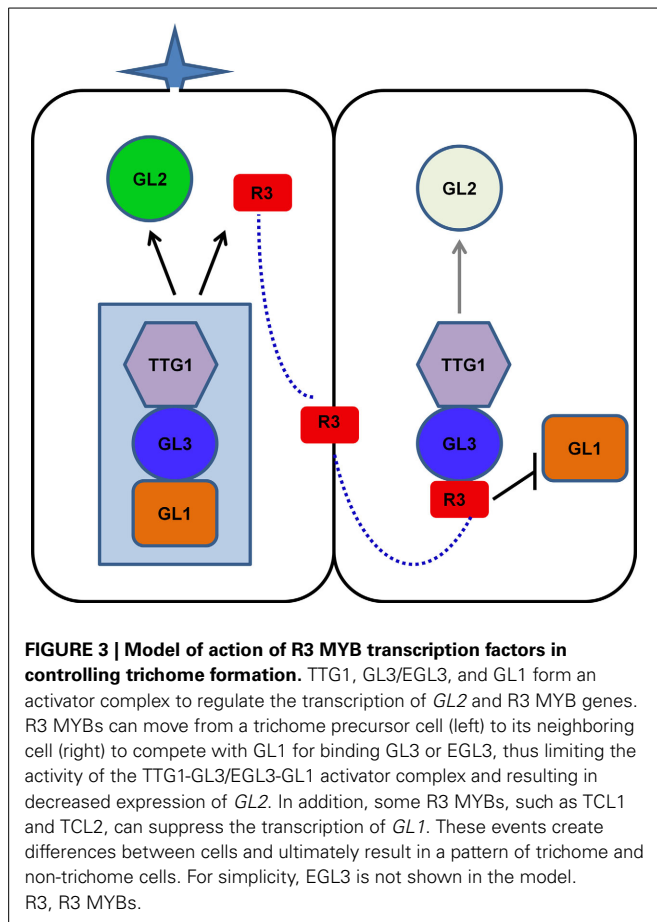 GL2
R3
GL2
TTG1
TTG1
R3
GL3
GL3
GL1
GL1
R3
FIGURE 3 | Model of action of R3 MYB transcription factors in
controlling trichome formation. TTG1, GL3/EGL3, and GL1 form an
activator complex to regulate the transcription of GL2 and R3 MYB genes.
R3 MYBs can move from a trichome precursor cell (left) to its neighboring
cell (right) to compete with GL1 for binding GL3 or EGL3, thus limiting the
activity of the TTG1-GL3/EGL3-GL1 activator complex and resulting in
decreased expression of GL2. In addition, some R3 MYBs, such as TCL1
and TCL2, can suppress the transcription of GL1. These events create
differences between cells and ultimately result in a pattern of trichome and
non-trichome cells. For simplicity, EGL3 is not shown in the model.
R3, R3 MYBs.